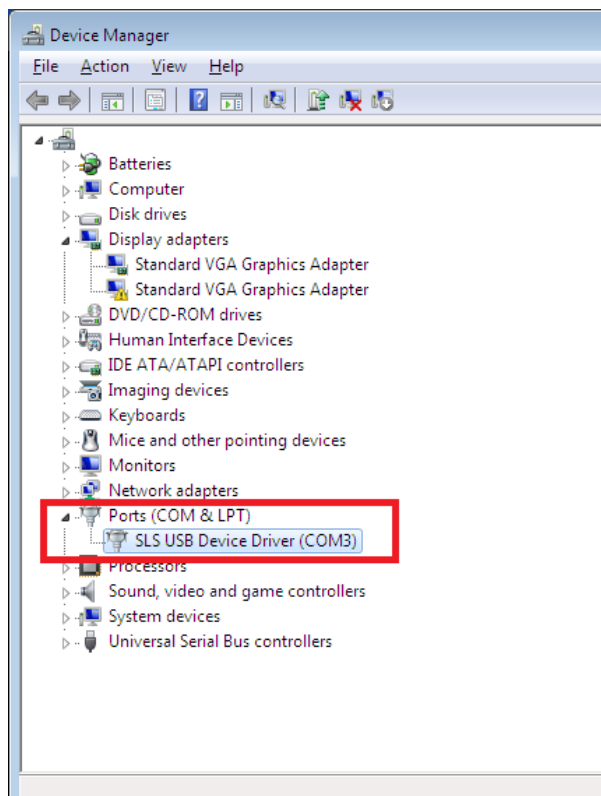 Device Manager
File Action View Help
Batteries
Computer
Disk drives
Display adapters
Standard VGA Graphics Adapter
Standard VGA Graphics Adapter
DVD/CD-ROM drives
Human Interface Devices
IDE ATA/ATAPI controllers
Imaging devices
Keyboards
Mice and other pointing devices
Monitors
Network adapters
Ports (COM & LPT)
SLS USB Device Driver (COM3)
Processors
Sound, video and game controllers
System devices
Universal Serial Bus controllers